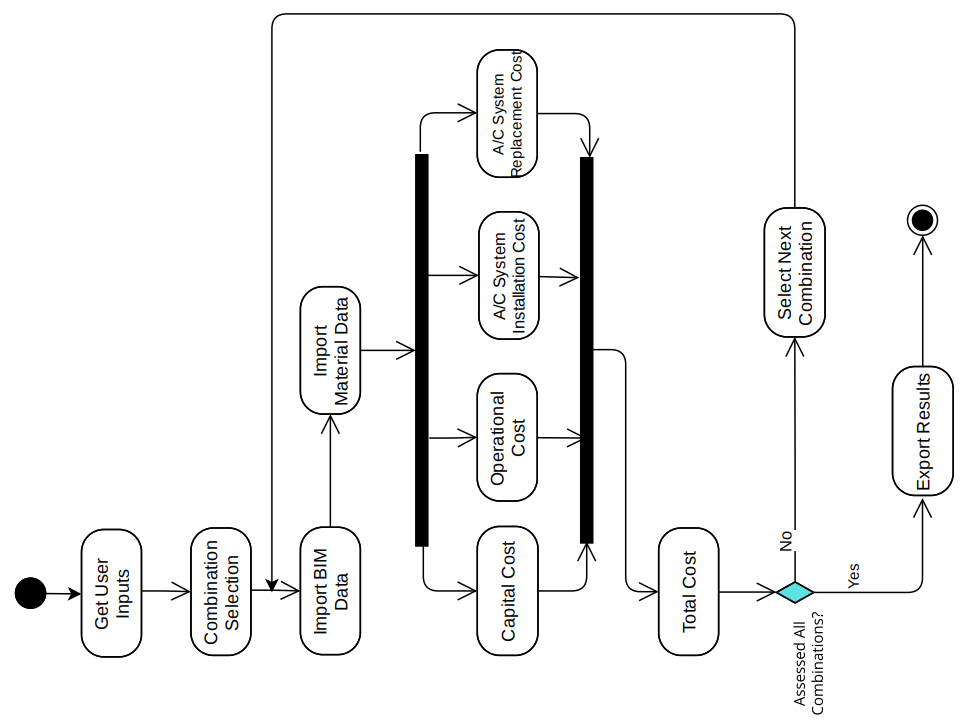 Get User
Inputs
Combination
Selection
Import BIM
Data
Import
Material Data
A/C System
Replacement Cost
A/C System
Installation Cost
Operational
Cost
Capital Cost
Total Cost
Assessed All
Combinations?
No
Yes
Select Next
Combination
Export Results